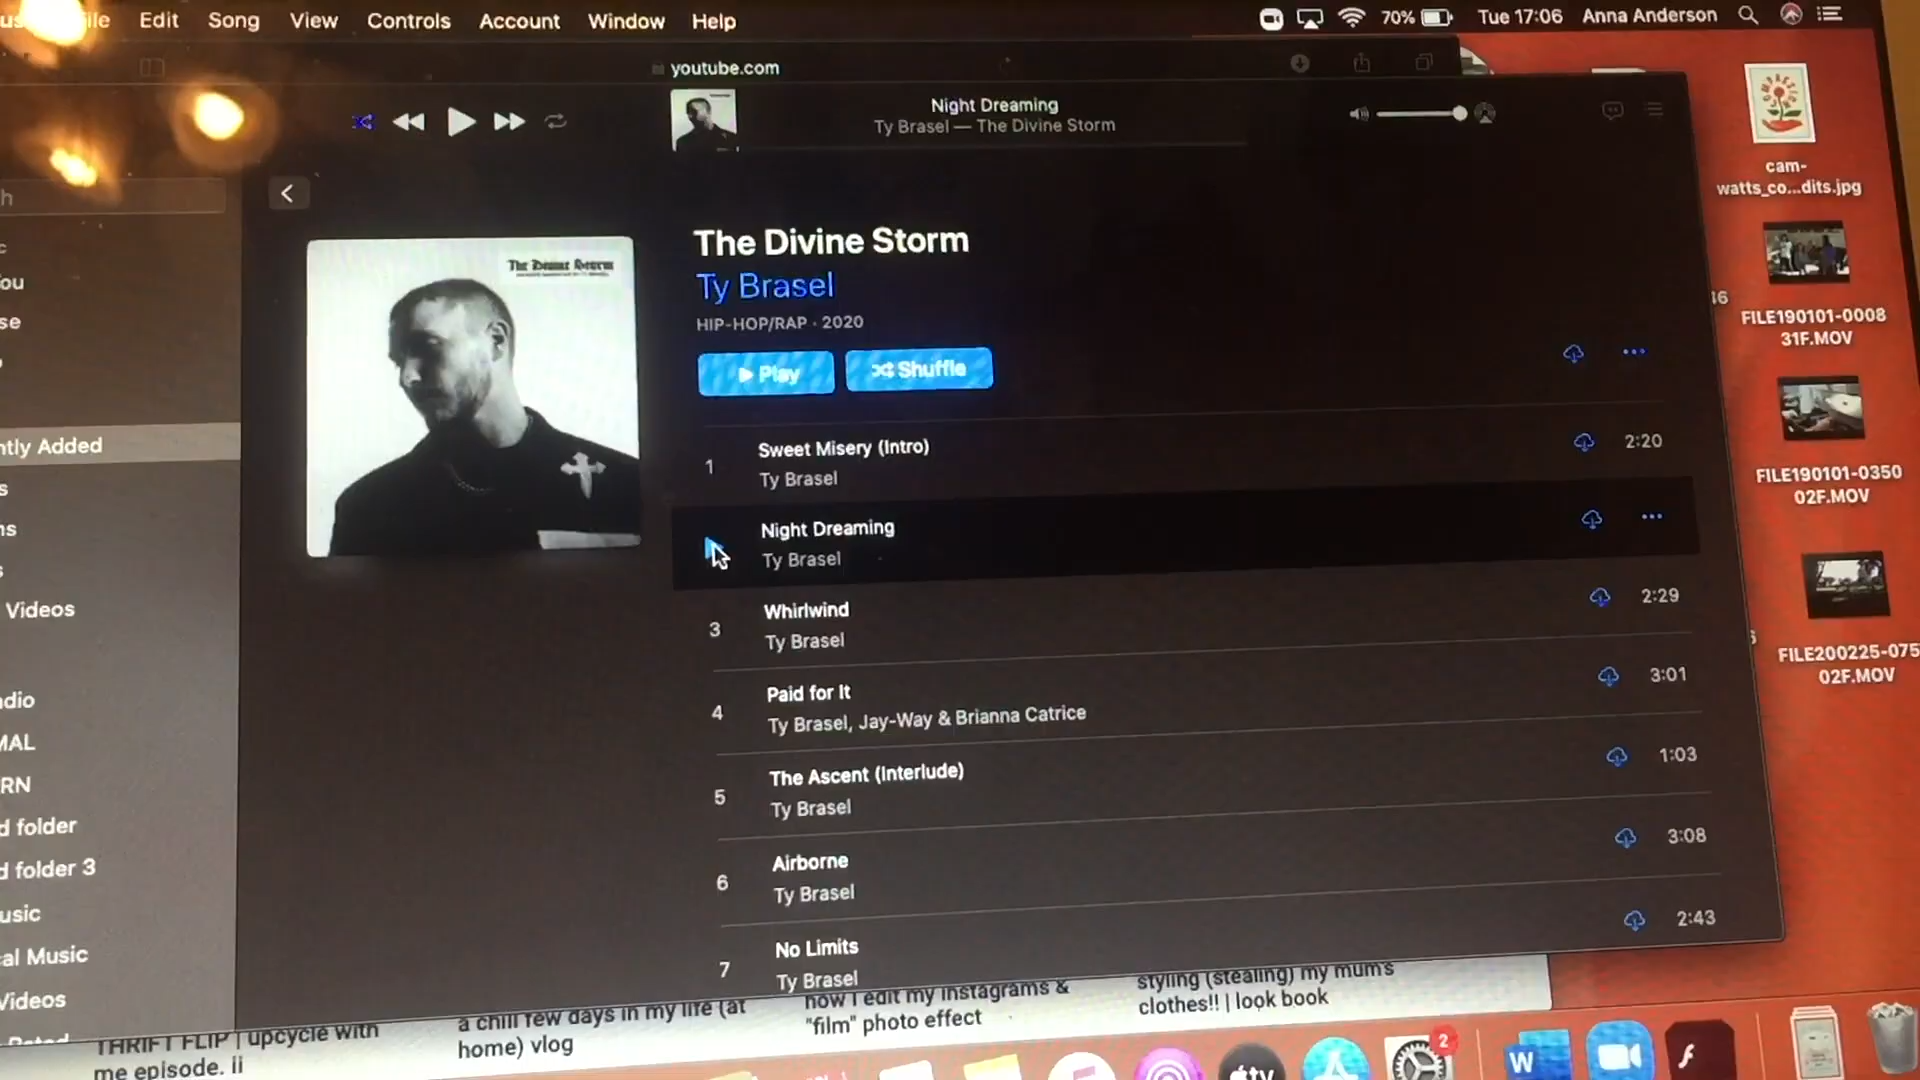 Edit Song View Controls Account Window Help
70% Tue 17:06 Anna Anderson
youtube.com
Night Dreaming
Ty Brasel — The Divine Storm
The Divine Storm
The Divine Storm
Ty Brasel
HIP-HOP/RAP · 2020
Play
Shuffle
1 Sweet Misery (Intro) 2:20
Ty Brasel
Night Dreaming
Ty Brasel
3 Whirlwind 2:29
Ty Brasel
4 Paid for It 3:01
Ty Brasel, Jay-Way & Brianna Catrice
5 The Ascent (Interlude) 1:03
Ty Brasel
6 Airborne 3:08
Ty Brasel
7 No Limits 2:43
Ty Brasel
ntly Added
Videos
adio
MAL
RN
d folder
d folder 3
usic
al Music
Videos
cam-
watts_co...dits.jpg
FILE190101-0008
31F.MOV
FILE190101-0350
02F.MOV
FILE200225-075
02F.MOV
THRIFT FLIP | upcycle with
me episode. ii
a chill few days in my life (at
home) vlog
how I edit my instagrams &
"film" photo effect
styling (stealing) my mum's
clothes!! | look book
tv
2
W